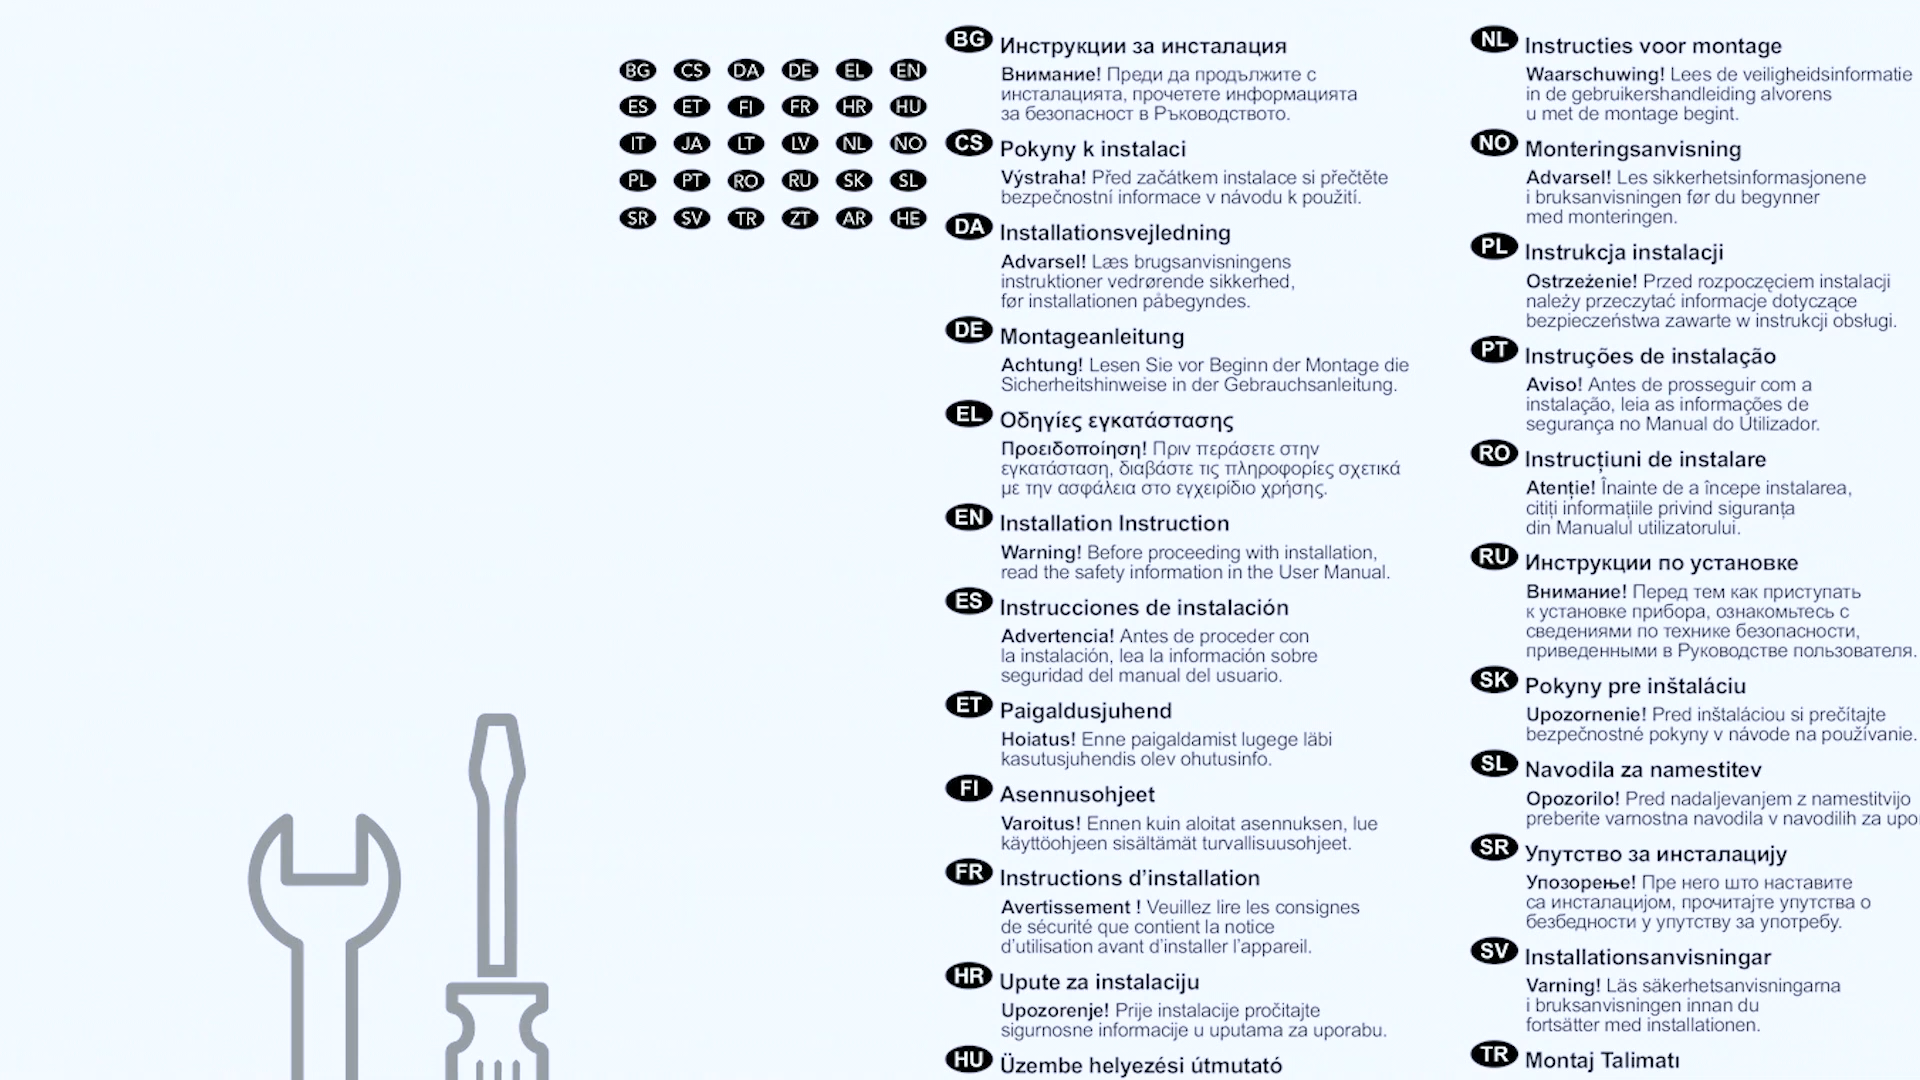 BG CS DA DE EL EN
ES ET FI FR HR HU
IT JA LT LV NL NO
PL PT RO RU SK SL
SR SV TR ZT AR HE
BG Инструкции за инсталация
Внимание! Преди да продължите с
инсталацията, прочетете информацията
за безопасност в Ръководството.
CS Pokyny k instalaci
Výstraha! Před začátkem instalace si přečtěte
bezpečnostní informace v návodu k použití.
DA Installationsvejledning
Advarsel! Læs brugsanvisningens
instruktioner vedrørende sikkerhed,
før installationen påbegyndes.
DE Montageanleitung
Achtung! Lesen Sie vor Beginn der Montage die
Sicherheitshinweise in der Gebrauchsanleitung.
EL Οδηγίες εγκατάστασης
Προειδοποίηση! Πριν περάσετε στην
εγκατάσταση, διαβάστε τις πληροφορίες σχετικά
με την ασφάλεια στο εγχειρίδιο χρήσης.
EN Installation Instruction
Warning! Before proceeding with installation,
read the safety information in the User Manual.
ES Instrucciones de instalación
Advertencia! Antes de proceder con
la instalación, lea la información sobre
seguridad del manual del usuario.
ET Paigaldusjuhend
Hoiatus! Enne paigaldamist lugege läbi
kasutusjuhendis olev ohutusinfo.
FI Asennusohjeet
Varoitus! Ennen kuin aloitat asennuksen, lue
käyttöohjeen sisältämät turvallisuusohjeet.
FR Instructions d’installation
Avertissement ! Veuillez lire les consignes
de sécurité que contient la notice
d’utilisation avant d’installer l’appareil.
HR Upute za instalaciju
Upozorenje! Prije instalacije pročitajte
sigurnosne informacije u uputama za uporabu.
HU Üzembe helyezési útmutató
NL Instructies voor montage
Waarschuwing! Lees de veiligheidsinformatie
in de gebruikershandleiding alvorens
u met de montage begint.
NO Monteringsanvisning
Advarsel! Les sikkerhetsinformasjonene
i bruksanvisningen før du begynner
med monteringen.
PL Instrukcja instalacji
Ostrzeżenie! Przed rozpoczęciem instalacji
należy przeczytać informacje dotyczące
bezpieczeństwa zawarte w instrukcji obsługi.
PT Instruções de instalação
Aviso! Antes de prosseguir com a
instalação, leia as informações de
segurança no Manual do Utilizador.
RO Instrucțiuni de instalare
Atenție! Înainte de a începe instalarea,
citiți informațiile privind siguranța
din Manualul utilizatorului.
RU Инструкции по установке
Внимание! Перед тем как приступать
к установке прибора, ознакомьтесь с
сведениями по технике безопасности,
приведенными в Руководстве пользователя.
SK Pokyny pre inštaláciu
Upozornenie! Pred inštaláciou si prečítajte
bezpečnostné pokyny v návode na používanie.
SL Navodila za namestitev
Opozorilo! Pred nadaljevanjem z namestitvijo
preberite varnostna navodila v navodilih za upo
SR Упутство за инсталацију
Упозорење! Пре него што наставите
са инсталацијом, прочитајте упутства о
безбедности у упутству за употребу.
SV Installationsanvisningar
Varning! Läs säkerhetsanvisningarna
i bruksanvisningen innan du
fortsätter med installationen.
TR Montaj Talimatı